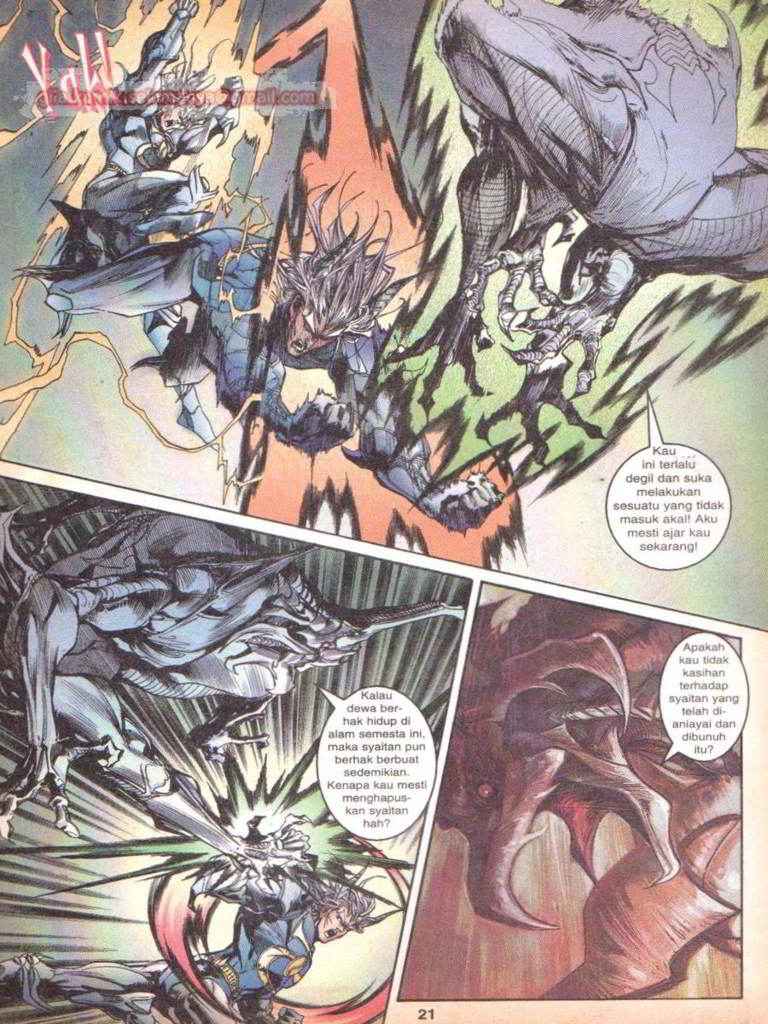 Yak!
Kau
ini terlalu
degil dan suka
melakukan
sesuatu yang tidak
masuk akal! Aku
mesti ajar kau
sekarang!
Kalau
dewa ber-
hak hidup di
alam semesta ini,
maka syaitan pun
berhak berbuat
sedemikian.
Kenapa kau mesti
menghapus-
kan syaitan
hah?
Apakah
kau tidak
kasihan
terhadap
syaitan yang
telah di-
aniayai dan
dibunuh
itu?
21